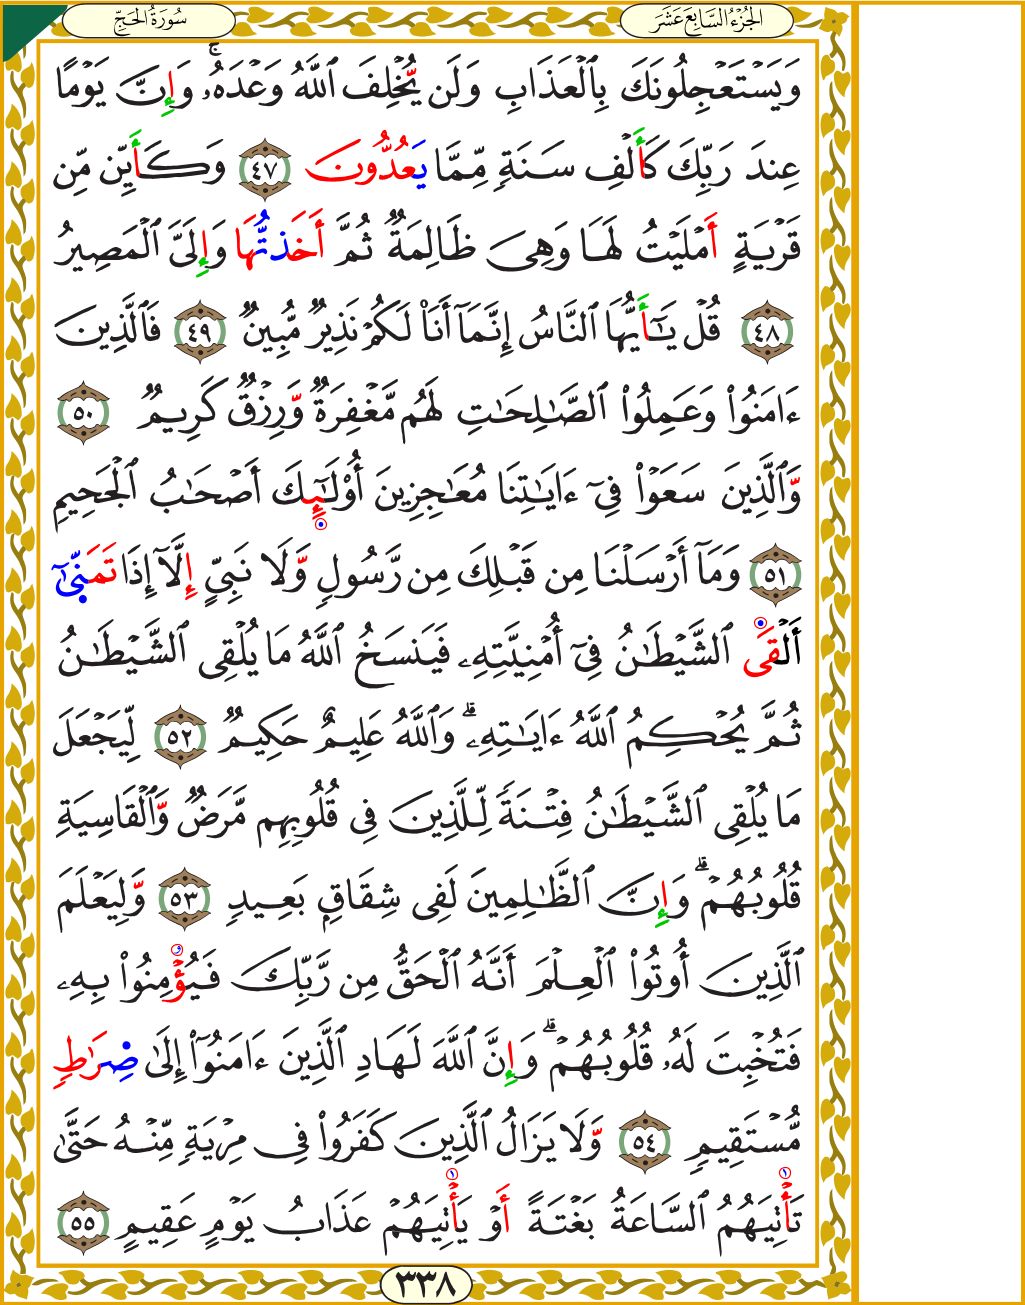 الجُزْءُ السَّابِعَ عَشَرَ
سُورَةُ الحَجِّ
وَيَسْتَعْجِلُونَكَ بِٱلْعَذَابِ وَلَن يُّخْلِفَ ٱللَّهُ وَعْدَهُۥۚ وَإِنَّ يَوْمًا
عِندَ رَبِّكَ كَأَلْفِ سَنَةٍ مِّمَّا يَعُدُّونَ ٤٧ وَكَأَيِّن مِّن
قَرْيَةٍ أَمْلَيْتُ لَهَا وَهِىَ ظَالِمَةٌ ثُمَّ أَخَذتُّهَا وَإِلَىَّ ٱلْمَصِيرُ
٤٨ قُلْ يَٰٓأَيُّهَا ٱلنَّاسُ إِنَّمَآ أَنَا۠ لَكُمْ نَذِيرٌ مُّبِينٌ ٤٩ فَٱلَّذِينَ
ءَامَنُوا۟ وَعَمِلُوا۟ ٱلصَّٰلِحَٰتِ لَهُم مَّغْفِرَةٌ وَّرِزْقٌ كَرِيمٌ ٥٠
وَّٱلَّذِينَ سَعَوْا۟ فِىٓ ءَايَٰتِنَا مُعَٰجِزِينَ أُو۟لَٰٓئِكَ أَصْحَٰبُ ٱلْجَحِيمِ
٥١ وَمَآ أَرْسَلْنَا مِن قَبْلِكَ مِن رَّسُولٍ وَّلَا نَبِىٍّ إِلَّآ إِذَا تَمَنَّىٰٓ
أَلْقَى ٱلشَّيْطَٰنُ فِىٓ أُمْنِيَّتِهِۦ فَيَنسَخُ ٱللَّهُ مَا يُلْقِى ٱلشَّيْطَٰنُ
ثُمَّ يُحْكِمُ ٱللَّهُ ءَايَٰتِهِۦۗ وَٱللَّهُ عَلِيمٌ حَكِيمٌ ٥٢ لِّيَجْعَلَ
مَا يُلْقِى ٱلشَّيْطَٰنُ فِتْنَةً لِّلَّذِينَ فِى قُلُوبِهِم مَّرَضٌ وَّٱلْقَاسِيَةِ
قُلُوبُهُمْۗ وَإِنَّ ٱلظَّٰلِمِينَ لَفِى شِقَاقٍ بَعِيدٍ ٥٣ وَّلِيَعْلَمَ
ٱلَّذِينَ أُوتُوا۟ ٱلْعِلْمَ أَنَّهُ ٱلْحَقُّ مِن رَّبِّكَ فَيُؤْمِنُوا۟ بِهِۦ
فَتُخْبِتَ لَهُۥ قُلُوبُهُمْۗ وَإِنَّ ٱللَّهَ لَهَادِ ٱلَّذِينَ ءَامَنُوٓا۟ إِلَىٰ صِرَٰطٍ
مُّسْتَقِيمٍ ٥٤ وَّلَا يَزَالُ ٱلَّذِينَ كَفَرُوا۟ فِى مِرْيَةٍ مِّنْهُ حَتَّىٰ
تَأْتِيَهُمُ ٱلسَّاعَةُ بَغْتَةً أَوْ يَأْتِيَهُمْ عَذَابُ يَوْمٍ عَقِيمٍ ٥٥
٣٣٨